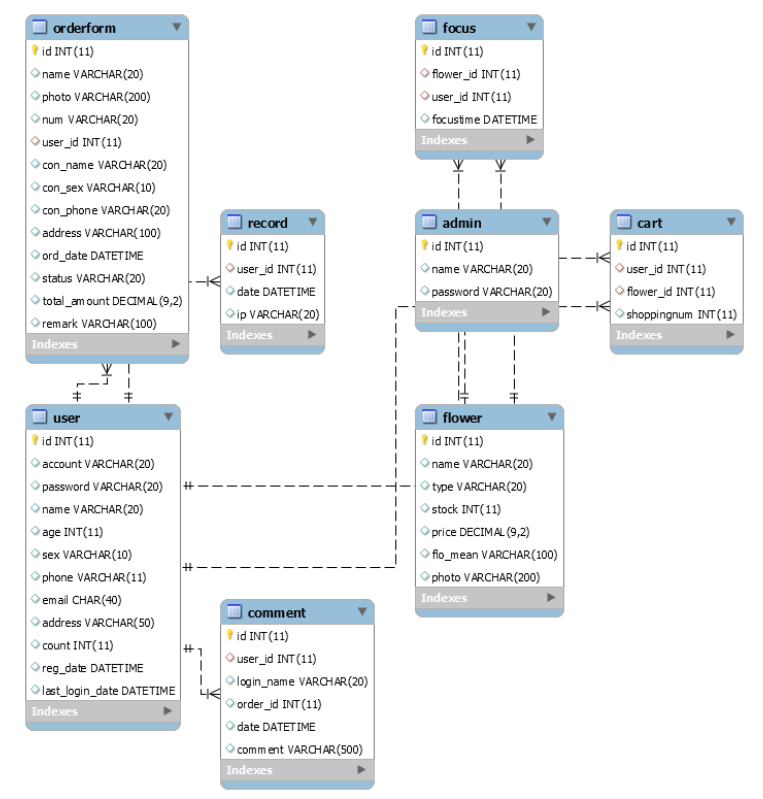 orderform
id INT(11)
name VARCHAR(20)
photo VARCHAR(200)
num VARCHAR(20)
user_id INT(11)
con_name VARCHAR(20)
con_sex VARCHAR(10)
con_phone VARCHAR(20)
address VARCHAR(100)
ord_date DATETIME
status VARCHAR(20)
total_amount DECIMAL(9,2)
remark VARCHAR(100)
Indexes
focus
id INT(11)
flower_id INT(11)
user_id INT(11)
focustime DATETIME
Indexes
record
id INT(11)
user_id INT(11)
date DATETIME
ip VARCHAR(20)
Indexes
admin
id INT(11)
name VARCHAR(20)
password VARCHAR(20)
Indexes
cart
id INT(11)
user_id INT(11)
flower_id INT(11)
shoppingnum INT(11)
Indexes
user
id INT(11)
account VARCHAR(20)
password VARCHAR(20)
name VARCHAR(20)
age INT(11)
sex VARCHAR(10)
phone VARCHAR(11)
email CHAR(40)
address VARCHAR(50)
count INT(11)
reg_date DATETIME
last_login_date DATETIME
Indexes
flower
id INT(11)
name VARCHAR(20)
type VARCHAR(20)
stock INT(11)
price DECIMAL(9,2)
flo_mean VARCHAR(100)
photo VARCHAR(200)
Indexes
comment
id INT(11)
user_id INT(11)
login_name VARCHAR(20)
order_id INT(11)
date DATETIME
comment VARCHAR(500)
Indexes